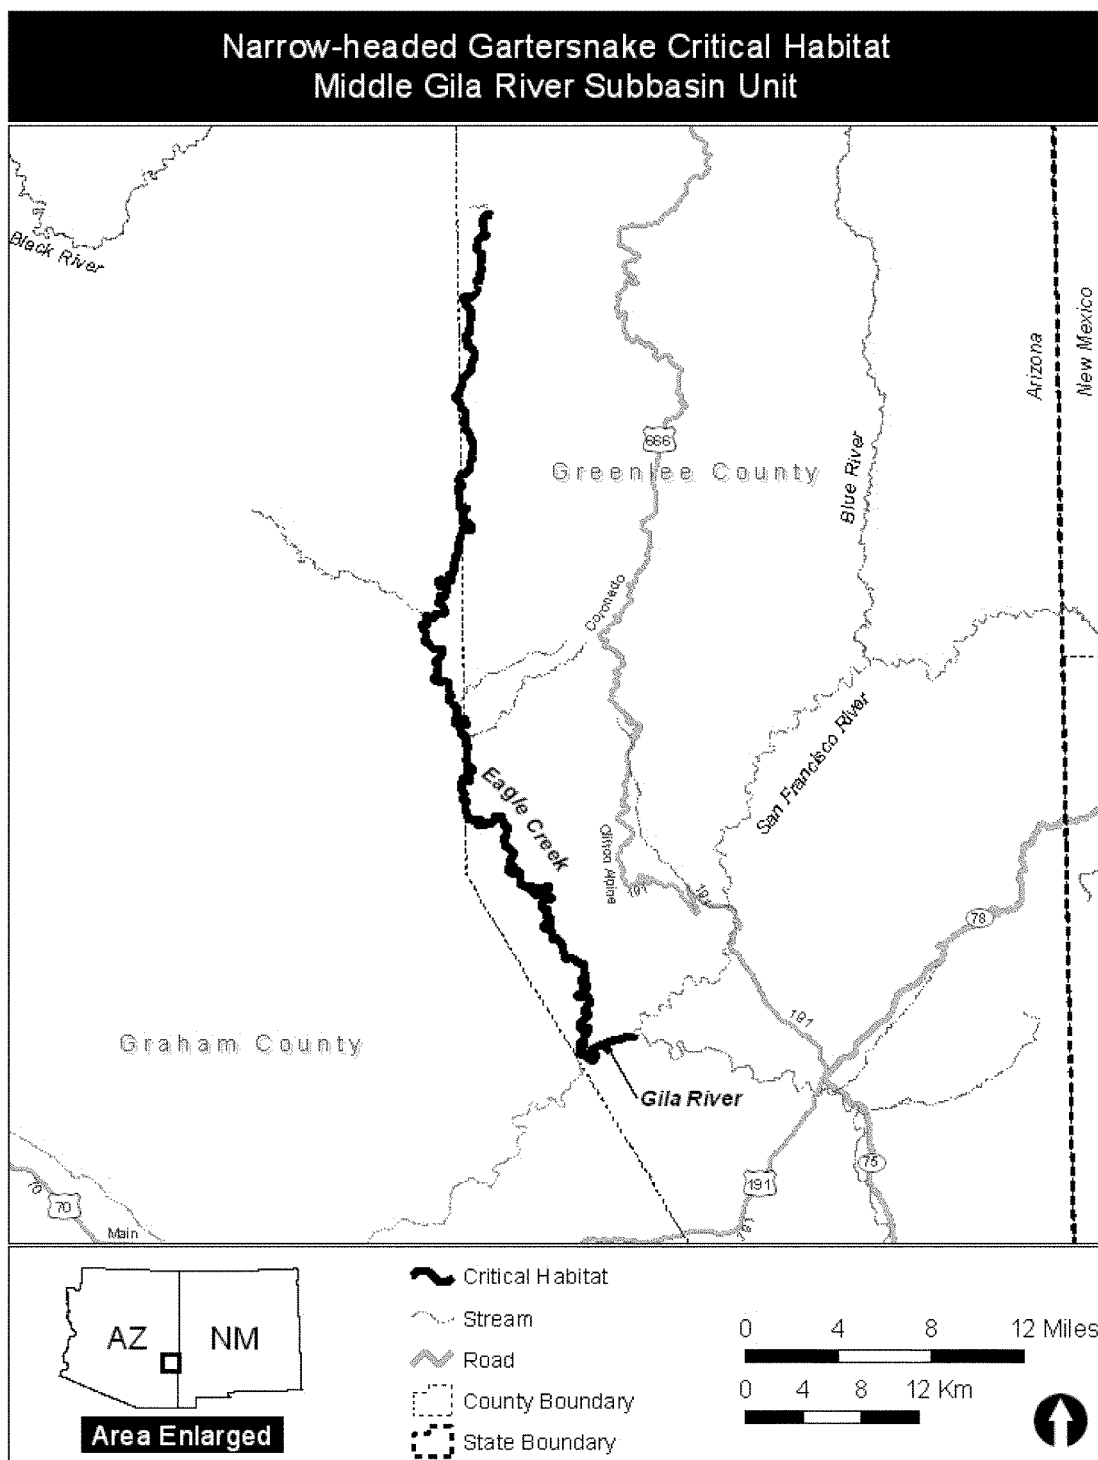 Narrow-headed Gartersnake Critical Habitat
Middle Gila River Subbasin Unit
Black River
Arizona
New Mexico
666
Greenlee County
Blue River
Coronado
San Francisco River
Eagle Creek
Clifton Alpine
191
191
78
191
Graham County
Gila River
75
191
70
70
Main
AZ
NM
Area Enlarged
Critical Habitat
Stream
Road
County Boundary
State Boundary
0 4 8 12 Miles
0 4 8 12 Km